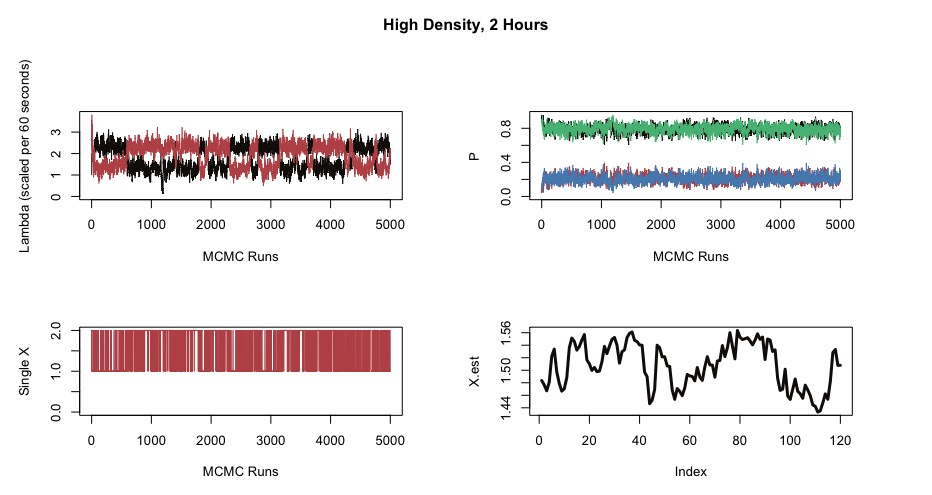 High Density, 2 Hours
Lambda (scaled per 60 seconds)
0 1 2 3
0 1000 2000 3000 4000 5000
MCMC Runs
P
0.0 0.4 0.8
0 1000 2000 3000 4000 5000
MCMC Runs
Single X
0.0 1.0 2.0
0 1000 2000 3000 4000 5000
MCMC Runs
X.est
1.44 1.50 1.56
0 20 40 60 80 100 120
Index